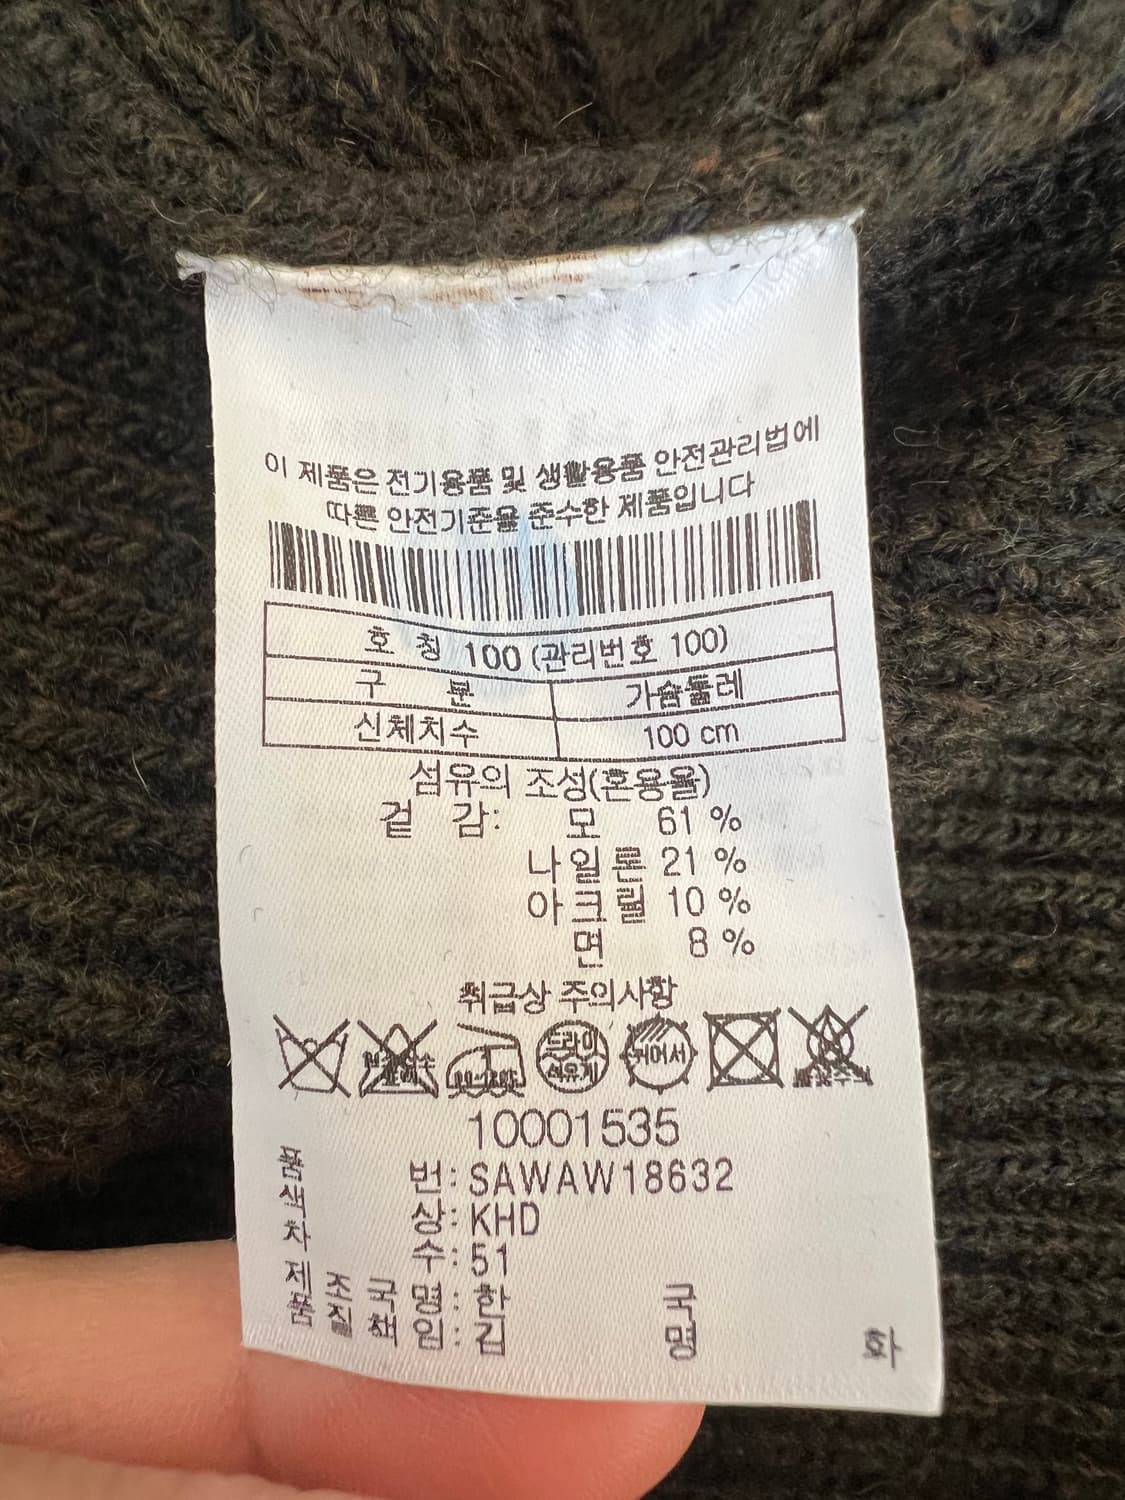 이 제품은 전기용품 및 생활용품 안전관리법에
따른 안전기준을 준수한 제품입니다
호 칭 100 (관리번호 100)
구 분 가슴둘레
신체치수 100 cm
섬유의 조성(혼용율)
겉 감: 모 61 %
나일론 21 %
아크릴 10 %
면 8 %
취급상 주의사항
드라이 석유계 뉘어서
10001535
품 번: SAWAW18632
색 상: KHD
차 수: 51
제 조 국 명: 한 국
품 질 책 임: 김 명 화